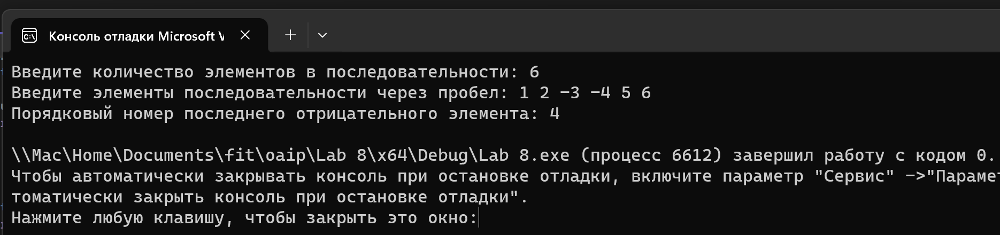 Консоль отладки Microsoft
Введите количество элементов в последовательности: 6
Введите элементы последовательности через пробел: 1 2 -3 -4 5 6
Порядковый номер последнего отрицательного элемента: 4
\\Mac\Home\Documents\fit\oaip\Lab 8\x64\Debug\Lab 8.exe (процесс 6612) завершил работу с кодом 0.
Чтобы автоматически закрывать консоль при остановке отладки, включите параметр "Сервис" ->"Парамет
томатически закрыть консоль при остановке отладки".
Нажмите любую клавишу, чтобы закрыть это окно: